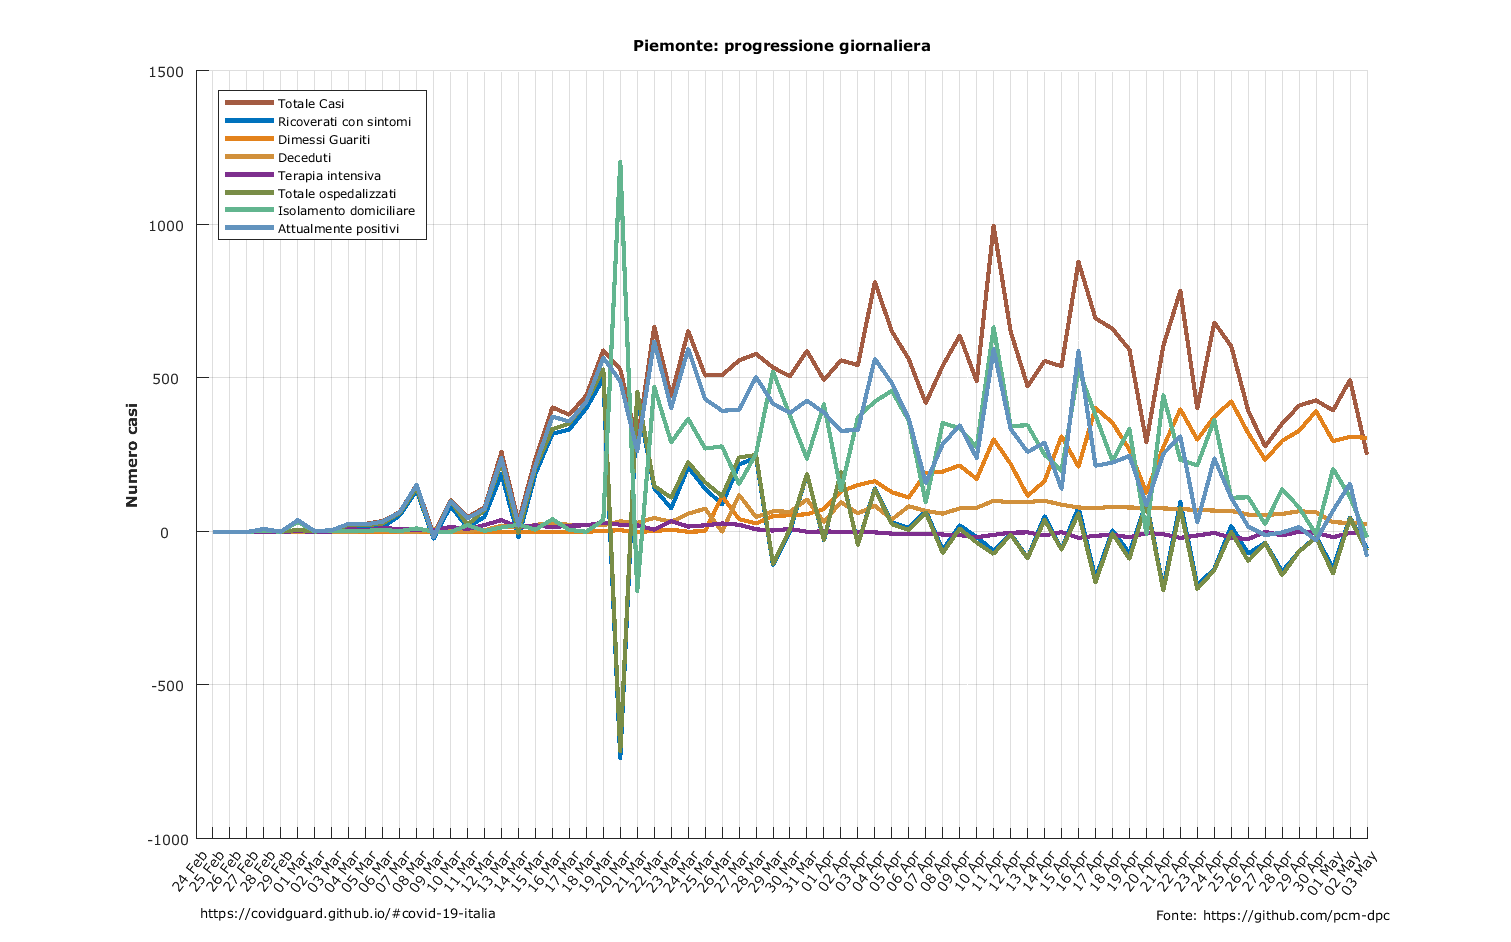 Piemonte: progressione giornaliera
1500
1000
500
0
-500
-1000
Numero casi
Totale Casi
Ricoverati con sintomi
Dimessi Guariti
Deceduti
Terapia intensiva
Totale ospedalizzati
Isolamento domiciliare
Attualmente positivi
24 Feb
25 Feb
26 Feb
27 Feb
28 Feb
29 Feb
01 Mar
02 Mar
03 Mar
04 Mar
05 Mar
06 Mar
07 Mar
08 Mar
09 Mar
10 Mar
11 Mar
12 Mar
13 Mar
14 Mar
15 Mar
16 Mar
17 Mar
18 Mar
19 Mar
20 Mar
21 Mar
22 Mar
23 Mar
24 Mar
25 Mar
26 Mar
27 Mar
28 Mar
29 Mar
30 Mar
31 Mar
01 Apr
02 Apr
03 Apr
04 Apr
05 Apr
06 Apr
07 Apr
08 Apr
09 Apr
10 Apr
11 Apr
12 Apr
13 Apr
14 Apr
15 Apr
16 Apr
17 Apr
18 Apr
19 Apr
20 Apr
21 Apr
22 Apr
23 Apr
24 Apr
25 Apr
26 Apr
27 Apr
28 Apr
29 Apr
30 Apr
01 May
02 May
03 May
https://covidguard.github.io/#covid-19-italia
Fonte: https://github.com/pcm-dpc